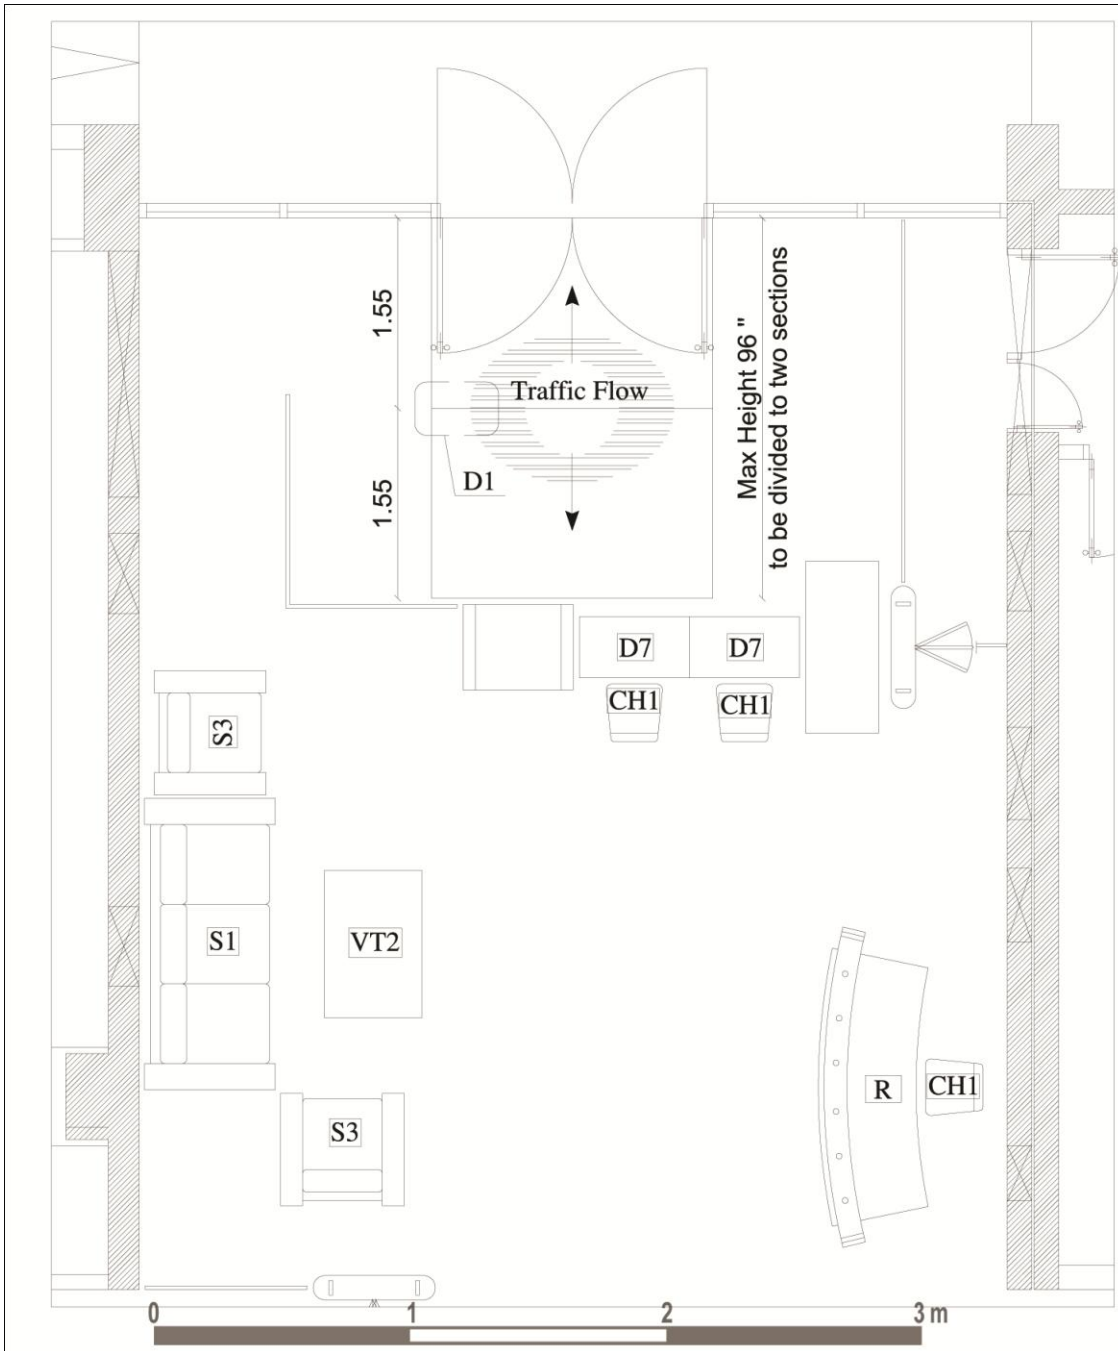 1.55
Max Height 96 "
to be divided to two sections
Traffic Flow
D1
1.55
D7
D7
CH1
CH1
S3
S1
VT2
R
CH1
S3
0
1
2
3 m